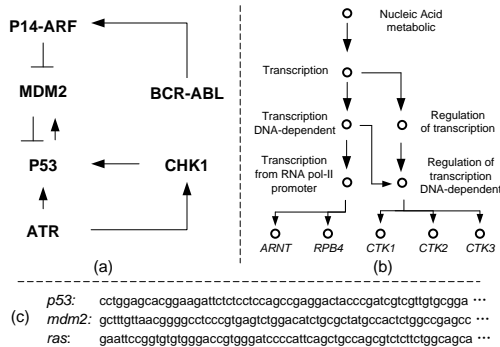 P14-ARF
MDM2
BCR-ABL
P53
CHK1
ATR
(a)
Nucleic Acid
metabolic
Transcription
Transcription
DNA-dependent
Regulation
of transcription
Transcription
from RNA pol-II
promoter
Regulation of
transcription
DNA-dependent
ARNT RPB4 CTK1 CTK2 CTK3
(b)
(c)
p53: cctggagcacggaagattctctcctccagccgaggactacccgatcgtcgttgtgcgga ···
mdm2: gctttgttaacggggcctcccgtgagtctggacatctgcgctatgccactctggccgagcc ···
ras: gaattccggtgtgtgggaccgtgggatccccattcagctgccagcgtctcttctggcagca ···